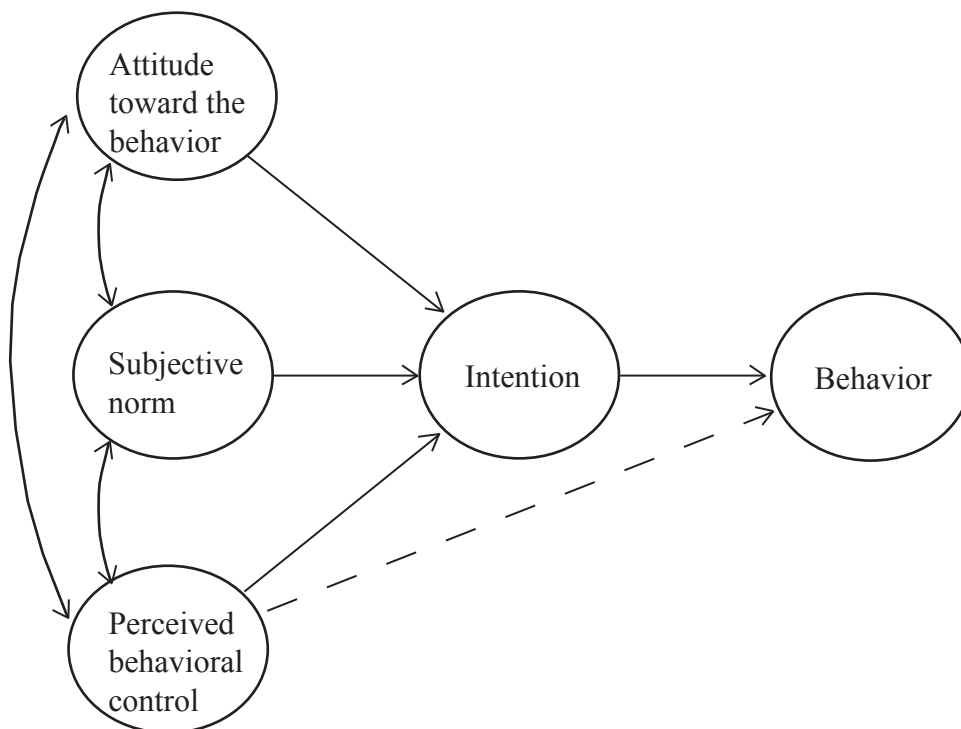 Attitude
toward the
behavior
Subjective
norm
Intention
Behavior
Perceived
behavioral
control